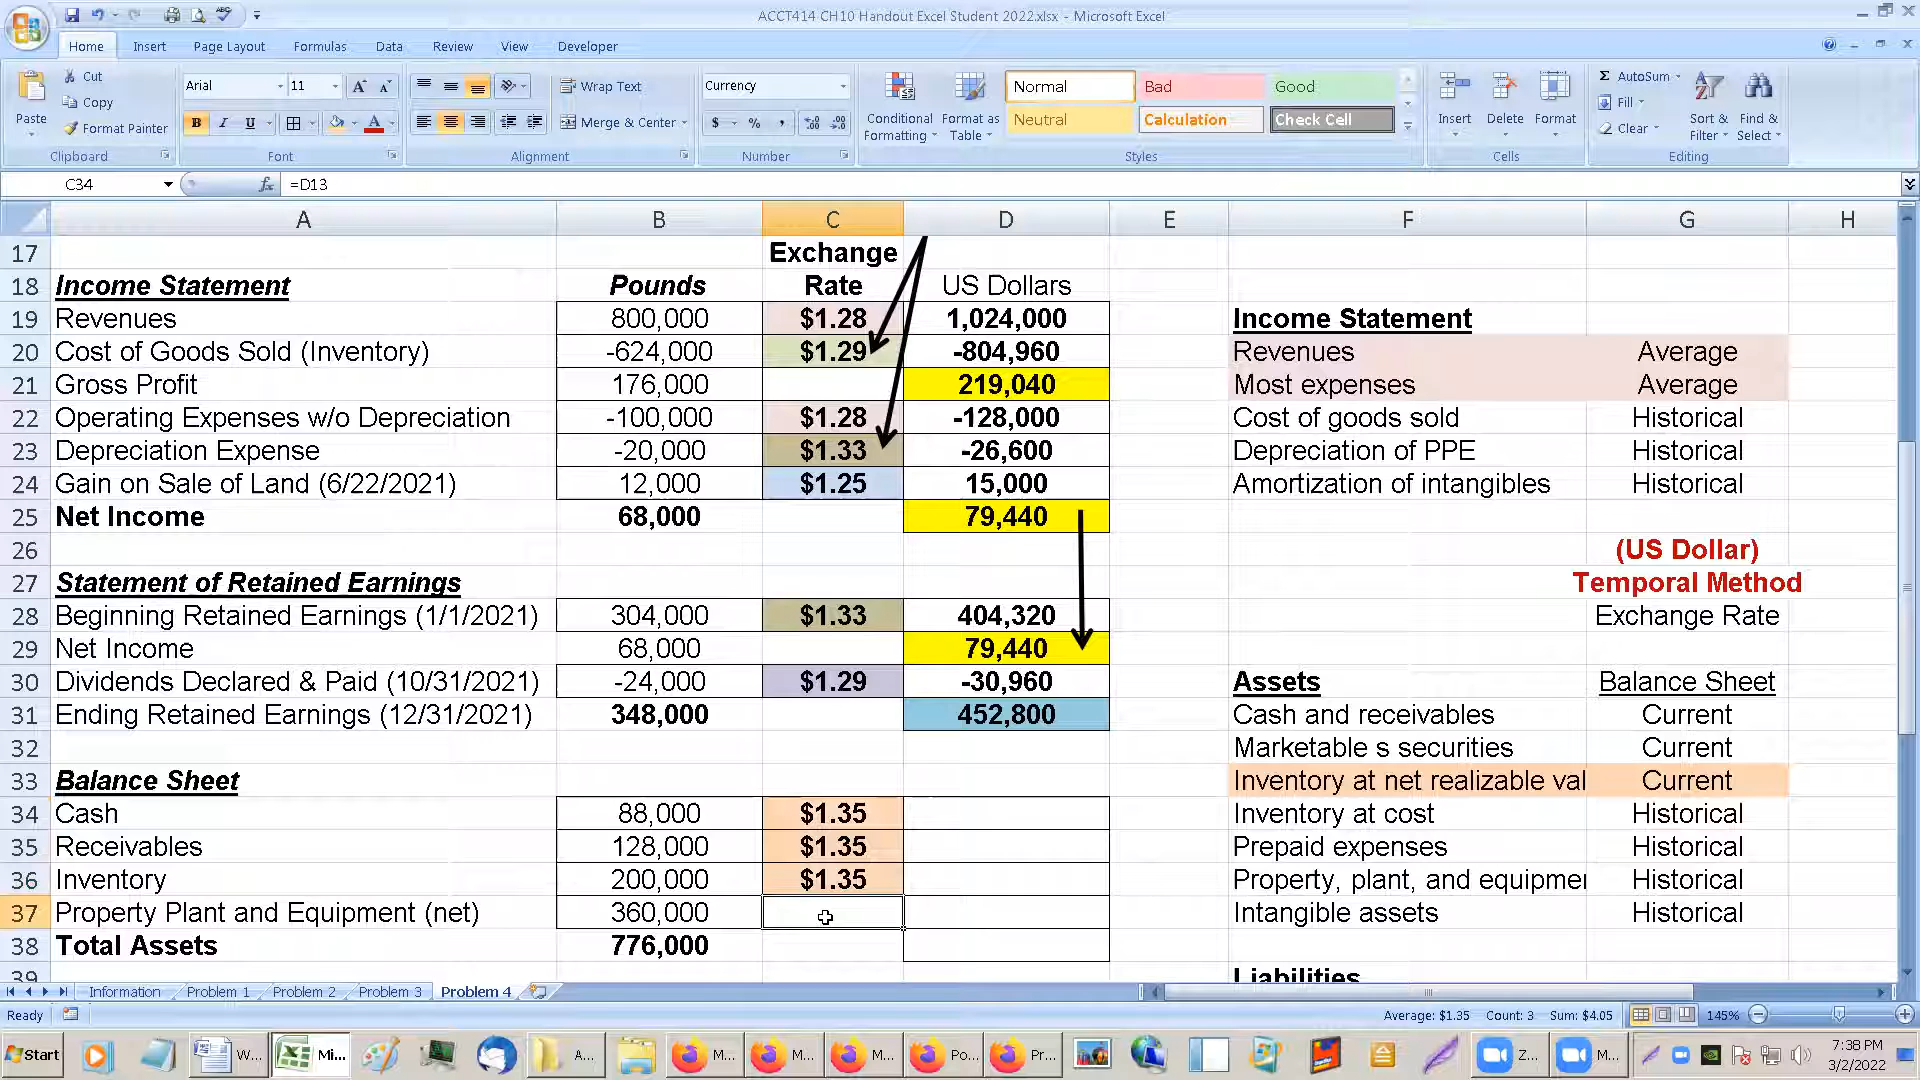 ACCT414 CH10 Handout Excel Student 2022.xlsx - Microsoft Excel
Home Insert Page Layout Formulas Data Review View Developer
Paste
Cut
Copy
Format Painter
Clipboard
Arial 11
B I U
Font
Wrap Text
Merge & Center
Alignment
Currency
$ % ,
Number
Conditional Formatting
Format as Table
Normal Bad Good
Neutral Calculation Check Cell
Styles
Insert Delete Format
Cells
Σ AutoSum
Fill
Clear
Sort & Filter
Find & Select
Editing
C34 fx =D13
A B C D E F G H
17 Exchange
18 Income Statement Pounds Rate US Dollars
19 Revenues 800,000 $1.28 1,024,000 Income Statement
20 Cost of Goods Sold (Inventory) -624,000 $1.29 -804,960 Revenues Average
21 Gross Profit 176,000 219,040 Most expenses Average
22 Operating Expenses w/o Depreciation -100,000 $1.28 -128,000 Cost of goods sold Historical
23 Depreciation Expense -20,000 $1.33 -26,600 Depreciation of PPE Historical
24 Gain on Sale of Land (6/22/2021) 12,000 $1.25 15,000 Amortization of intangibles Historical
25 Net Income 68,000 79,440
26 (US Dollar)
27 Statement of Retained Earnings Temporal Method
28 Beginning Retained Earnings (1/1/2021) 304,000 $1.33 404,320 Exchange Rate
29 Net Income 68,000 79,440
30 Dividends Declared & Paid (10/31/2021) -24,000 $1.29 -30,960 Assets Balance Sheet
31 Ending Retained Earnings (12/31/2021) 348,000 452,800 Cash and receivables Current
32 Marketable s securities Current
33 Balance Sheet Inventory at net realizable val Current
34 Cash 88,000 $1.35 Inventory at cost Historical
35 Receivables 128,000 $1.35 Prepaid expenses Historical
36 Inventory 200,000 $1.35 Property, plant, and equipmen Historical
37 Property Plant and Equipment (net) 360,000 Intangible assets Historical
38 Total Assets 776,000
39 Liabilities
Information Problem 1 Problem 2 Problem 3 Problem 4
Ready Average: $1.35 Count: 3 Sum: $4.05 145%
Start W... Mi... A... M... M... M... Po... Pr... Z... M... 7:38 PM
3/2/2022